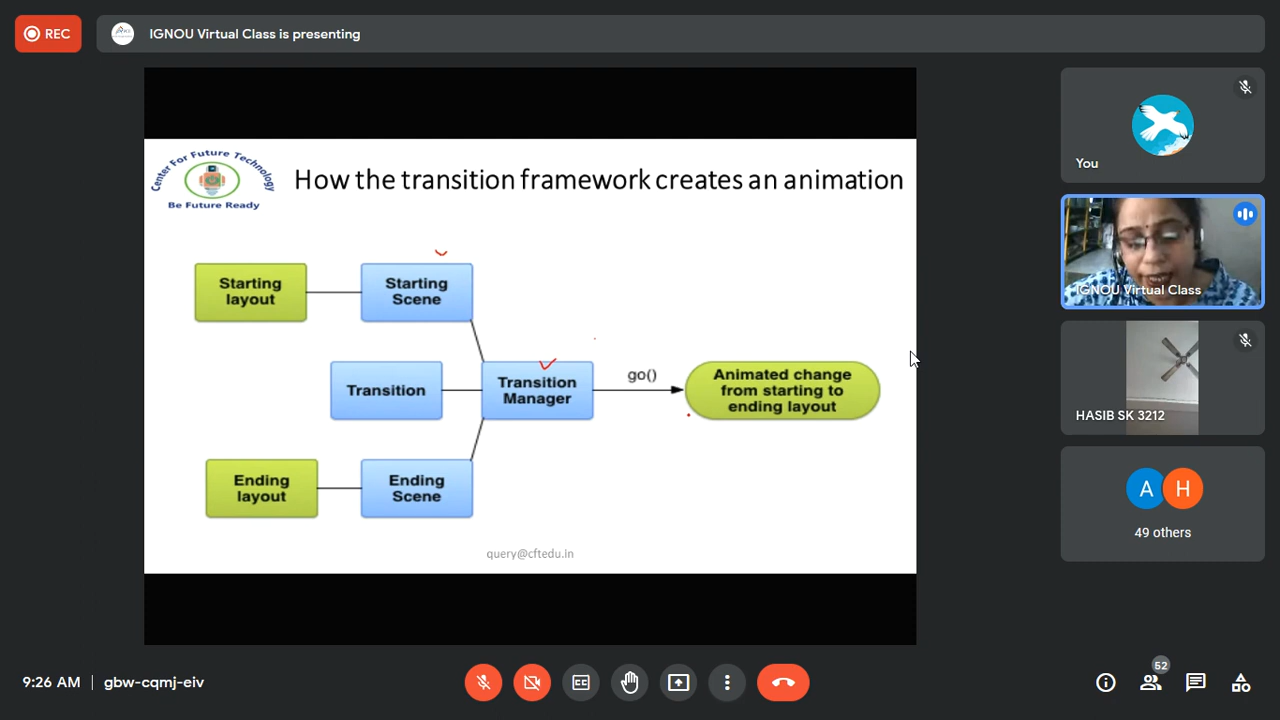 REC
IGNOU Virtual Class is presenting
Center For Future Technology
Be Future Ready
How the transition framework creates an animation
Starting
layout
Starting
Scene
Transition
Transition
Manager
go()
Animated change
from starting to
ending layout
Ending
layout
Ending
Scene
query@cftedu.in
You
IGNOU Virtual Class
HASIB SK 3212
A
H
49 others
9:26 AM
gbw-cqmj-eiv
CC
52